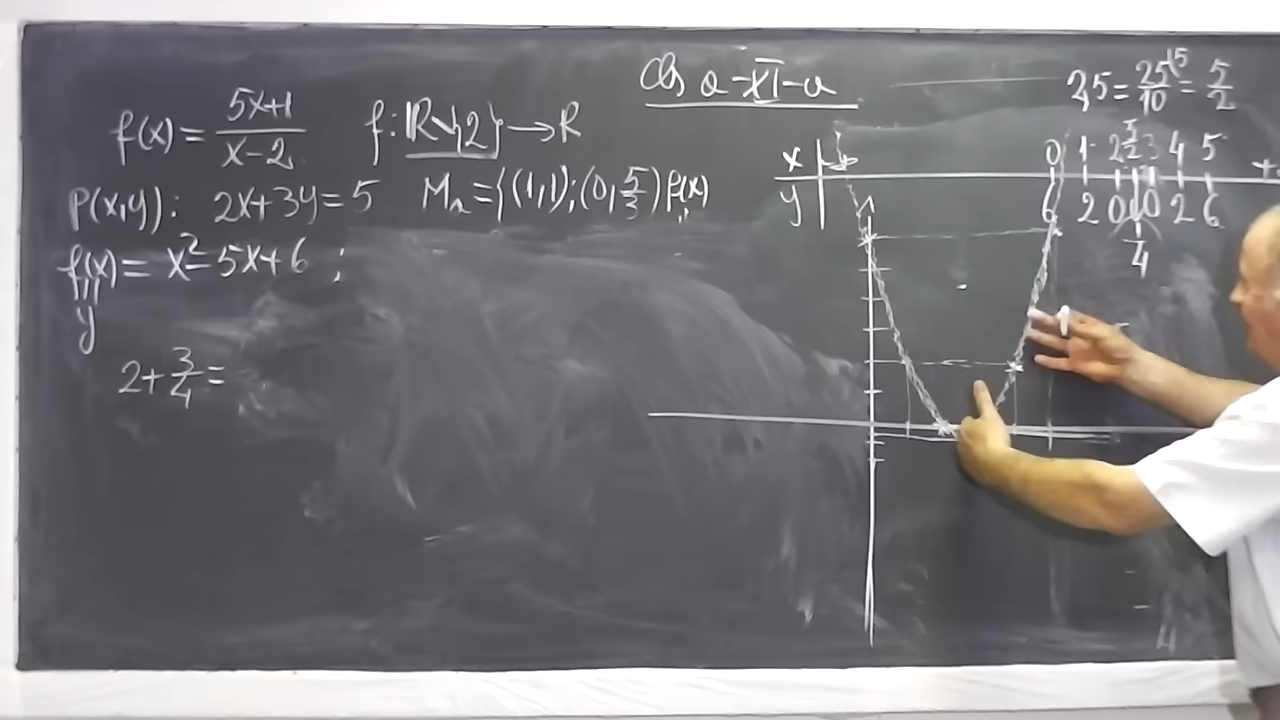 Cls a-XI-a
f(x) = 5x+1 / x-2    f: R\{2} → R
P(x,y): 2x+3y=5    Mₐ = {(1,1); (0, 5/3) f(x)
f(x) = x²-5x+6 ;
y
2+3/4=
2,5 = 25/10 = 5/2
x 0 1 2 5/2 3 4 5
y 6 2 0 0 2 6
4